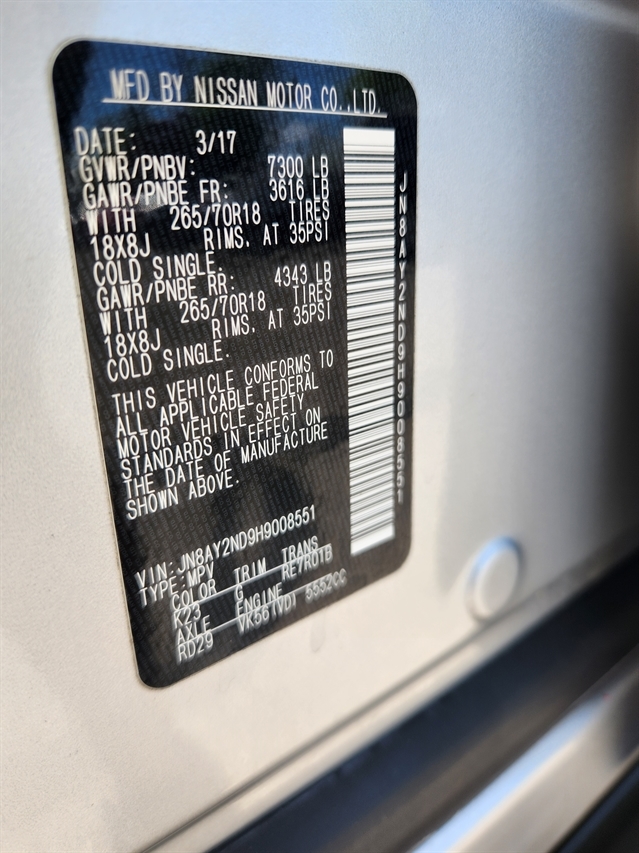 MFD BY NISSAN MOTOR CO.,LTD.
DATE: 3/17
GVWR/PNBV: 7300 LB
GAWR/PNBE FR: 3616 LB
WITH 265/70R18 TIRES
18X8J RIMS. AT 35PSI
COLD SINGLE.
GAWR/PNBE RR: 4343 LB
WITH 265/70R18 TIRES
18X8J RIMS. AT 35PSI
COLD SINGLE.
THIS VEHICLE CONFORMS TO
ALL APPLICABLE FEDERAL
MOTOR VEHICLE SAFETY
STANDARDS IN EFFECT ON
THE DATE OF MANUFACTURE
SHOWN ABOVE.
VIN: JN8AY2ND9H9008551
TYPE: MPV
COLOR TRIM TRANS
K23 G RE7R01B
AXLE ENGINE
RD29 VK56(VD) 5552CC
JN8AY2ND9H9008551